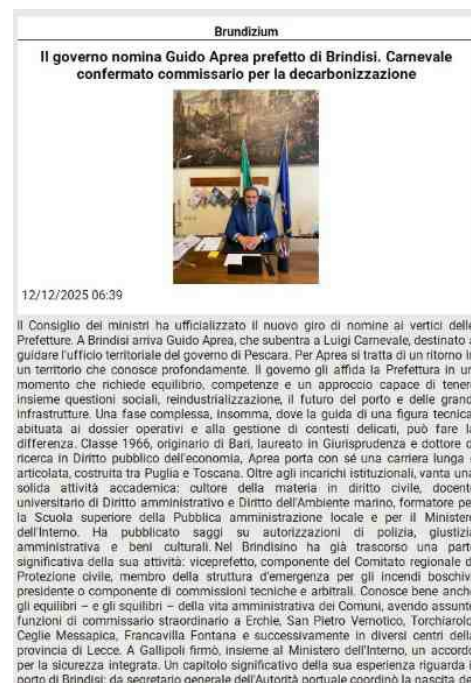 Brundizium
Il governo nomina Guido Aprea prefetto di Brindisi. Carnevale
confermato commissario per la decarbonizzazione
12/12/2025 06:39
Il Consiglio dei ministri ha ufficializzato il nuovo giro di nomine ai vertici delle
Prefetture. A Brindisi arriva Guido Aprea, che subentra a Luigi Carnevale, destinato a
guidare l'ufficio territoriale del governo di Pescara. Per Aprea si tratta di un ritorno in
un territorio che conosce profondamente. Il governo gli affida la Prefettura in un
momento che richiede equilibrio, competenze e un approccio capace di tenere
insieme questioni sociali, reindustrializzazione, il futuro del porto e delle grandi
infrastrutture. Una fase complessa, insomma, dove la guida di una figura tecnica,
abituata ai dossier operativi e alla gestione di contesti delicati, può fare la
differenza. Classe 1966, originario di Bari, laureato in Giurisprudenza e dottore di
ricerca in Diritto pubblico dell'economia, Aprea porta con sé una carriera lunga e
articolata, costruita tra Puglia e Toscana. Oltre agli incarichi istituzionali, vanta una
solida attività accademica: cultore della materia in diritto civile, docente
universitario di Diritto amministrativo e Diritto dell'Ambiente marino, formatore per
la Scuola superiore della Pubblica amministrazione locale e per il Ministero
dell'Interno. Ha pubblicato saggi su autorizzazioni di polizia, giustizia
amministrativa e beni culturali. Nel Brindisino ha già trascorso una parte
significativa della sua attività: viceprefetto, componente del Comitato regionale di
Protezione civile, membro della struttura d'emergenza per gli incendi boschivi,
presidente o componente di commissioni tecniche e arbitrali. Conosce bene anche
gli equilibri – e gli squilibri – della vita amministrativa dei Comuni, avendo assunto
funzioni di commissario straordinario a Erchie, San Pietro Vernotico, Torchiarolo,
Ceglie Messapica, Francavilla Fontana e successivamente in diversi centri della
provincia di Lecce. A Gallipoli firmò, insieme al Ministero dell'Interno, un accordo
per la sicurezza integrata. Un capitolo significativo della sua esperienza riguarda il
porto di Brindisi: da segretario generale dell'Autorità portuale coordinò la nascita del